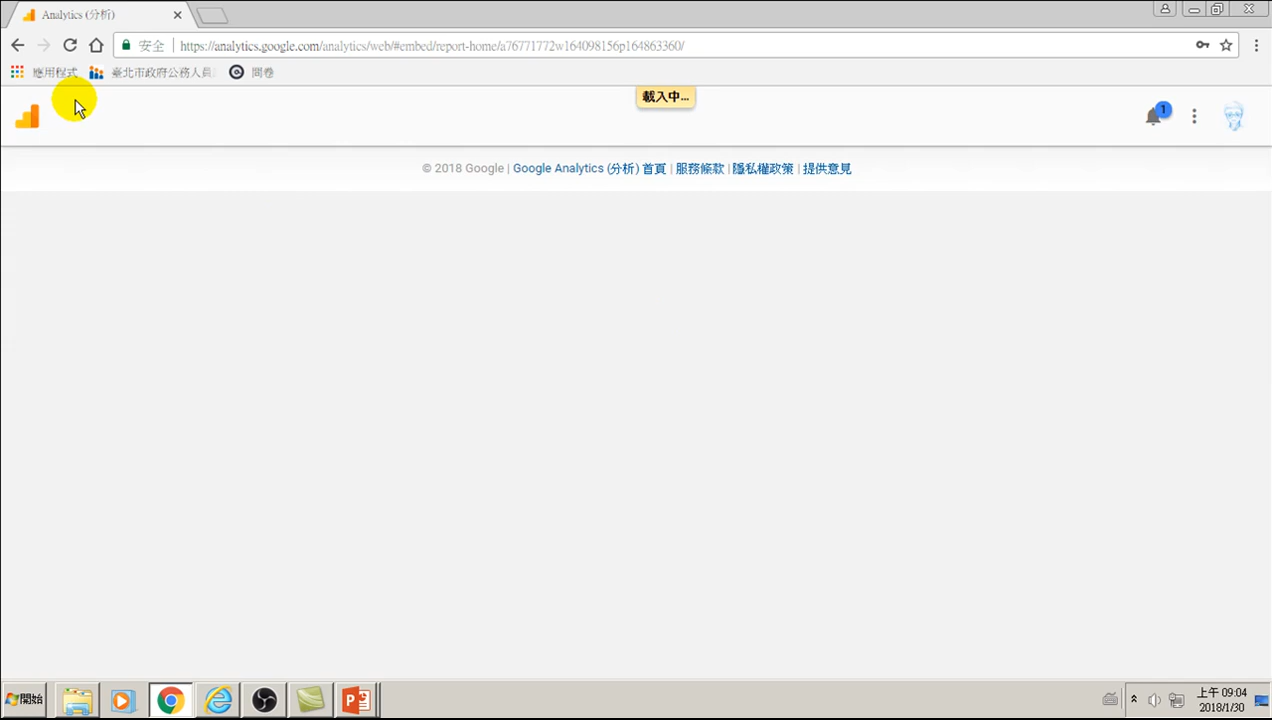 Analytics (分析)
安全 https://analytics.google.com/analytics/web/#embed/report-home/a76771772w164098156p164863360/
應用程式 臺北市政府公務人員 問卷
載入中...
1
© 2018 Google | Google Analytics (分析) 首頁 | 服務條款 | 隱私權政策 | 提供意見
開始
上午 09:04
2018/1/30